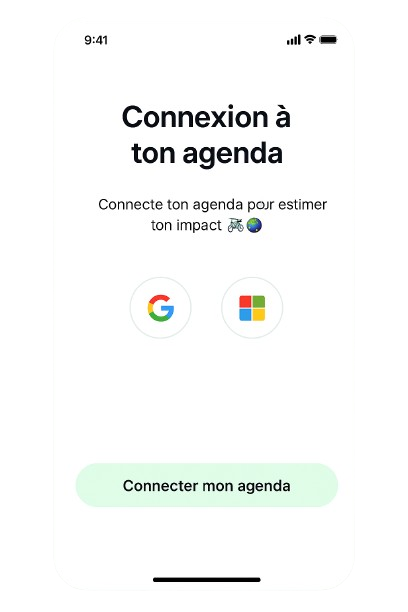 9:41
Connexion à
ton agenda
Connecte ton agenda pour estimer
ton impact 🚲🌍
Connecter mon agenda